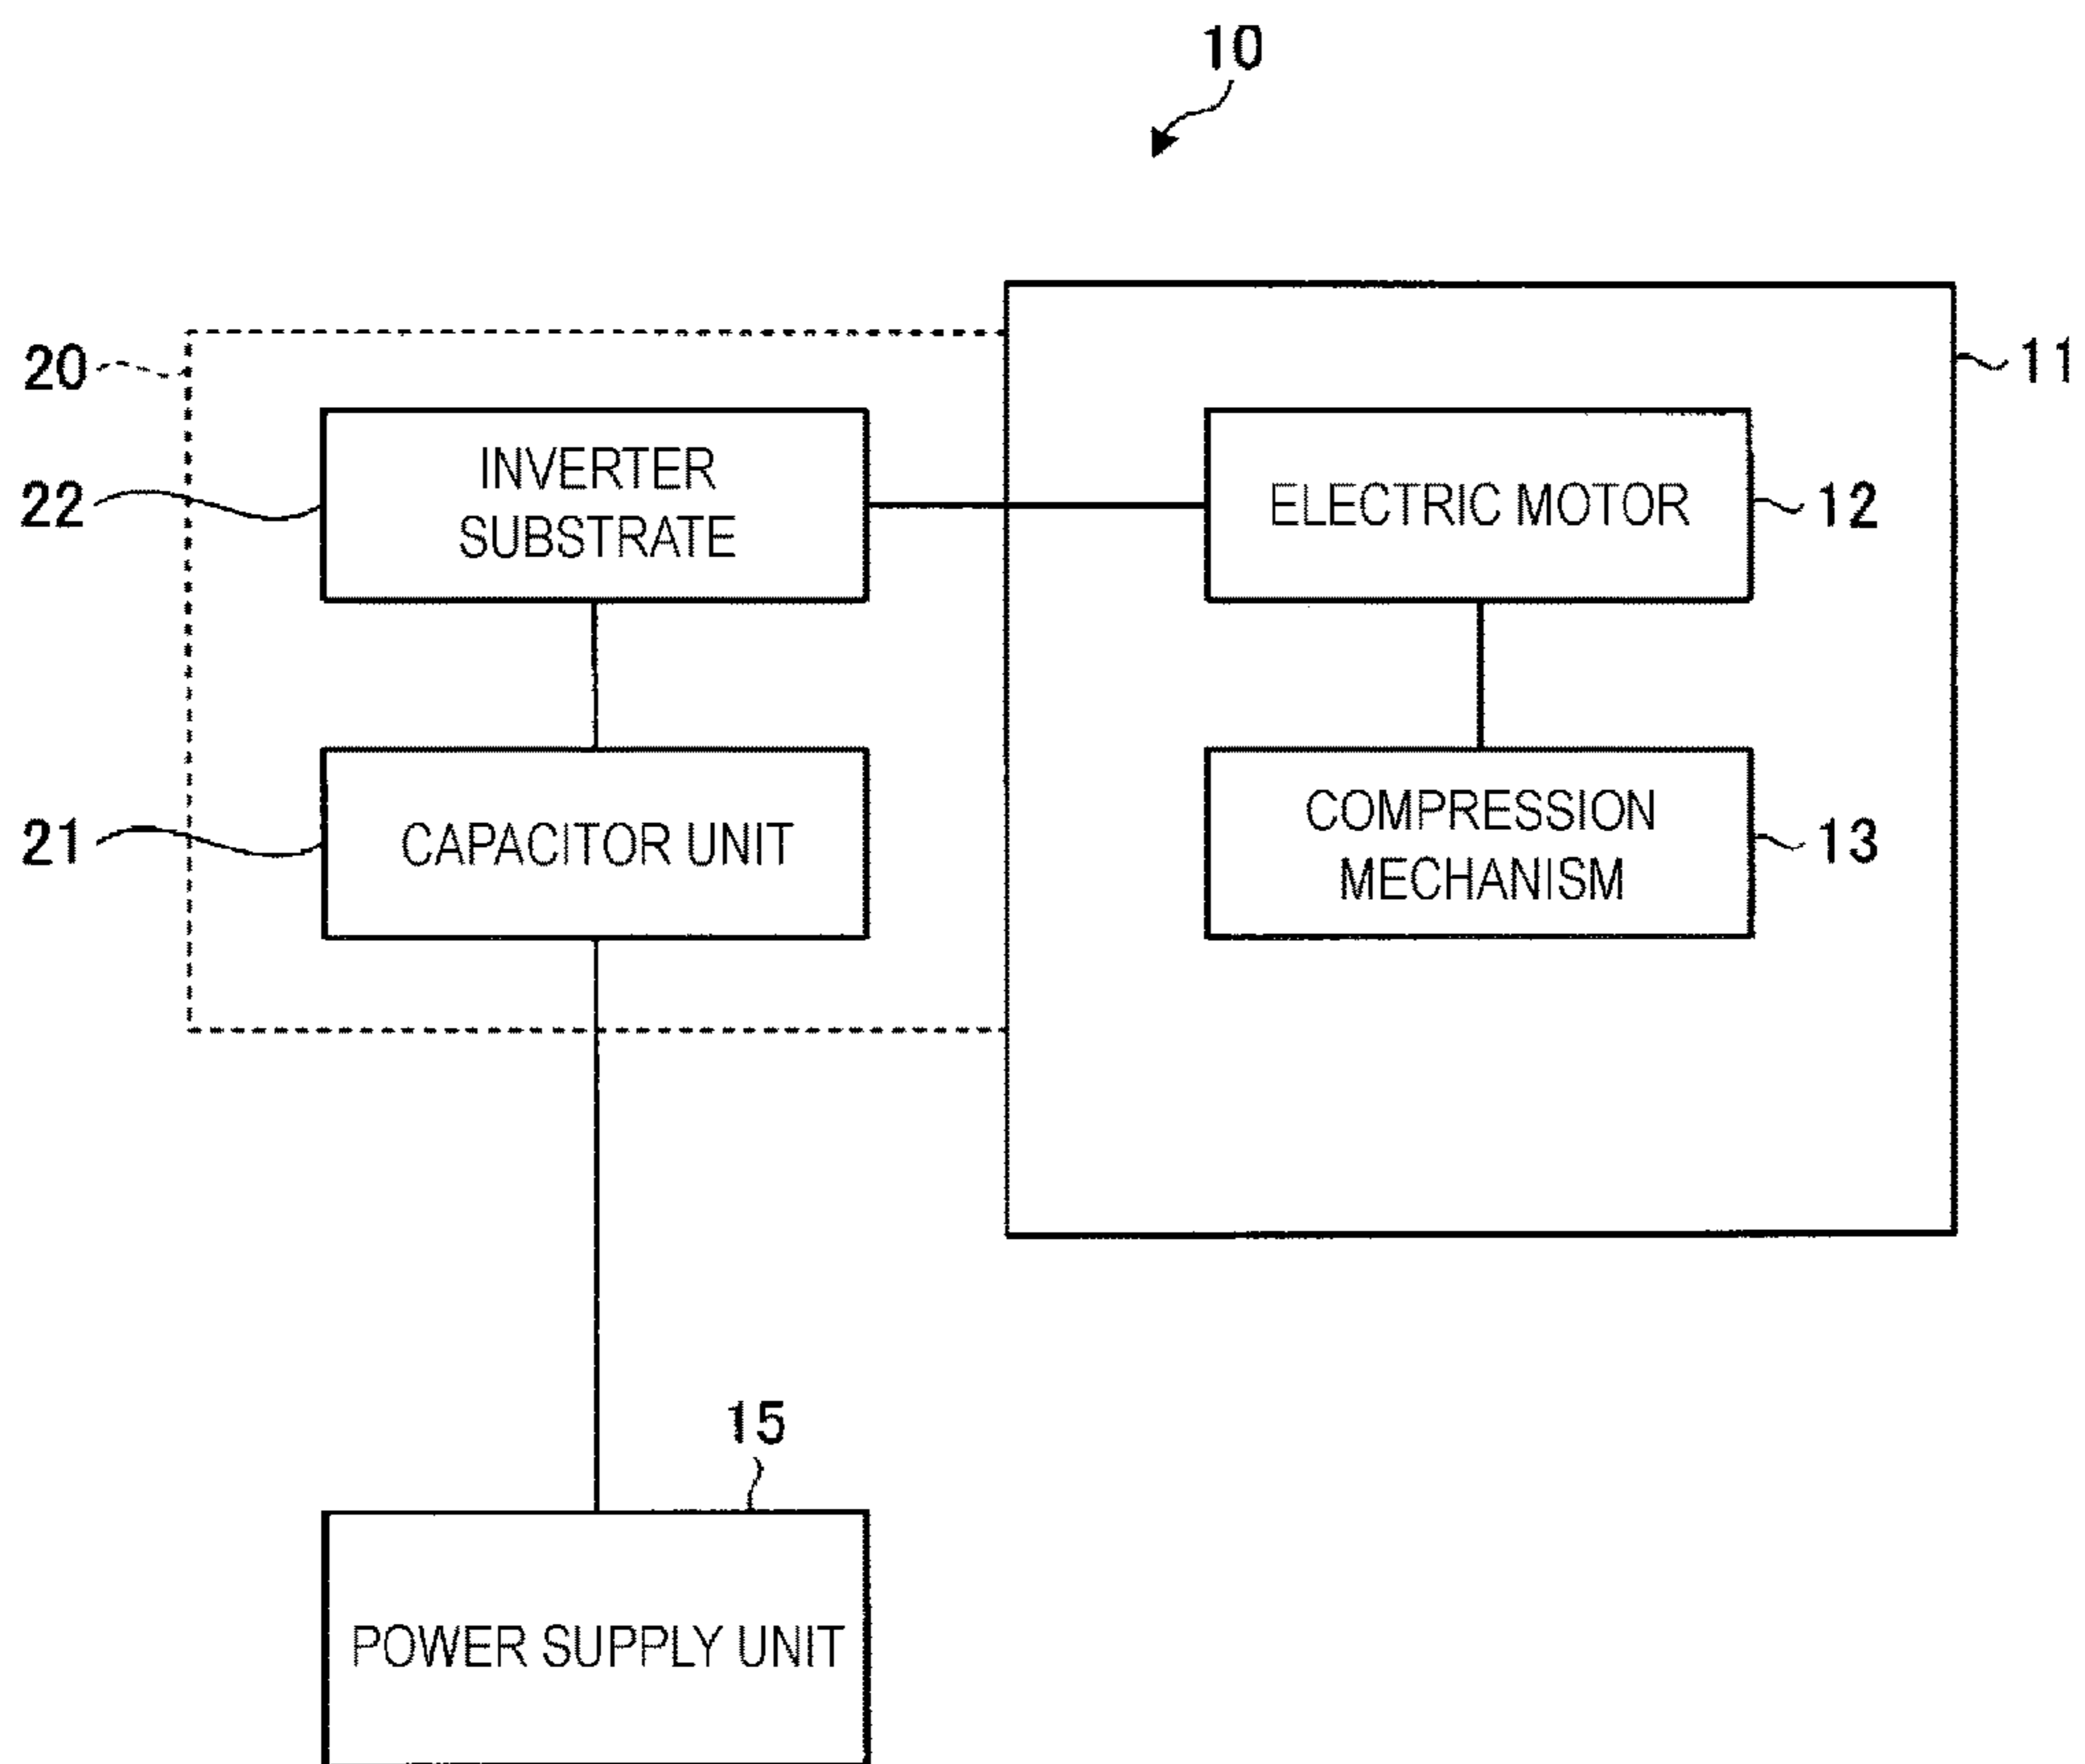 10
20
11
INVERTER
SUBSTRATE
22
ELECTRIC MOTOR
12
CAPACITOR UNIT
21
COMPRESSION
MECHANISM
13
15
POWER SUPPLY UNIT